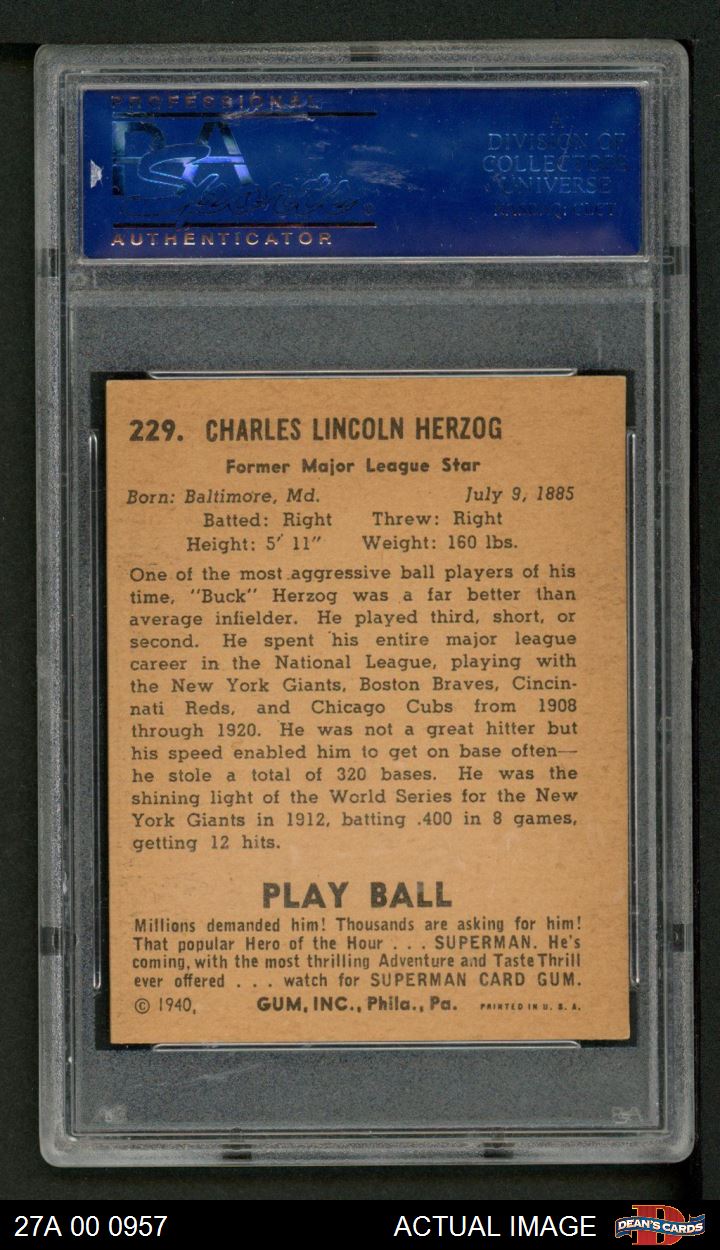 PROFESSIONAL
PSA
AUTHENTICATOR
A
DIVISION OF
COLLECTORS
UNIVERSE
229. CHARLES LINCOLN HERZOG
Former Major League Star
Born: Baltimore, Md. July 9, 1885
Batted: Right Threw: Right
Height: 5' 11" Weight: 160 lbs.
One of the most aggressive ball players of his
time, "Buck" Herzog was a far better than
average infielder. He played third, short, or
second. He spent his entire major league
career in the National League, playing with
the New York Giants, Boston Braves, Cincin-
nati Reds, and Chicago Cubs from 1908
through 1920. He was not a great hitter but
his speed enabled him to get on base often—
he stole a total of 320 bases. He was the
shining light of the World Series for the New
York Giants in 1912, batting .400 in 8 games,
getting 12 hits.
PLAY BALL
Millions demanded him! Thousands are asking for him!
That popular Hero of the Hour . . . SUPERMAN. He's
coming, with the most thrilling Adventure and Taste Thrill
ever offered . . . watch for SUPERMAN CARD GUM.
© 1940, GUM, INC., Phila., Pa. PRINTED IN U. S. A.
PSA
27A 00 0957 ACTUAL IMAGE DEAN'S CARDS